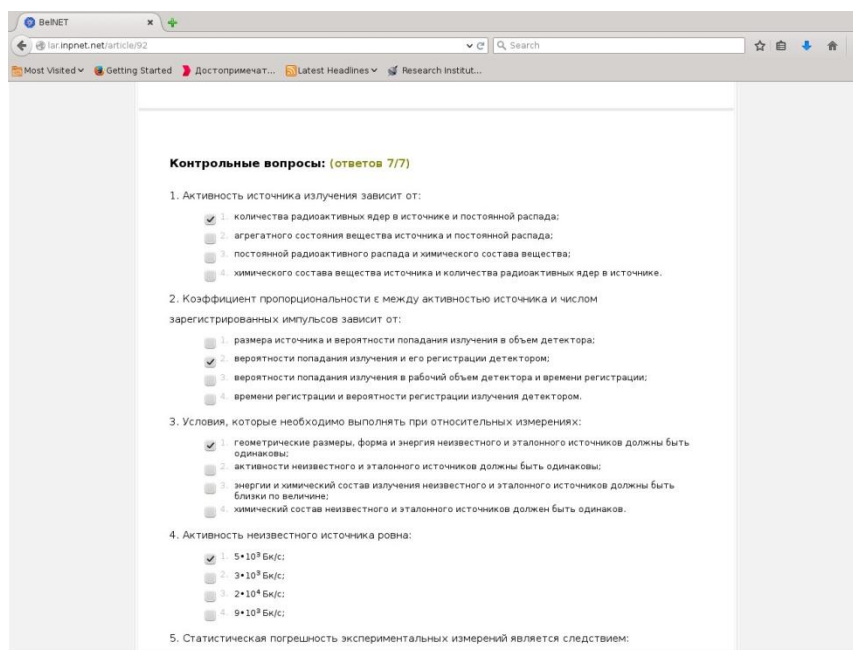 BelNET
lar.inpnet.net/article/92
Search
Most Visited
Getting Started
Достопримечат...
Latest Headlines
Research Institut...
Контрольные вопросы: (ответов 7/7)
1. Активность источника излучения зависит от:
1. количества радиоактивных ядер в источнике и постоянной распада;
2. агрегатного состояния вещества источника и постоянной распада;
3. постоянной радиоактивного распада и химического состава вещества;
4. химического состава вещества источника и количества радиоактивных ядер в источнике.
2. Коэффициент пропорциональности ε между активностью источника и числом
зарегистрированных импульсов зависит от:
1. размера источника и вероятности попадания излучения в объем детектора;
2. вероятности попадания излучения и его регистрации детектором;
3. вероятности попадания излучения в рабочий объем детектора и времени регистрации;
4. времени регистрации и вероятности регистрации излучения детектором.
3. Условия, которые необходимо выполнять при относительных измерениях:
1. геометрические размеры, форма и энергия неизвестного и эталонного источников должны быть
одинаковы;
2. активности неизвестного и эталонного источников должны быть одинаковы;
3. энергии и химический состав излучения неизвестного и эталонного источников должны быть
близки по величине;
4. химический состав неизвестного и эталонного источников должен быть одинаков.
4. Активность неизвестного источника ровна:
1. 5•10³ Бк/с;
2. 3•10³ Бк/с;
3. 2•10⁴ Бк/с;
4. 9•10³ Бк/с;
5. Статистическая погрешность экспериментальных измерений является следствием: